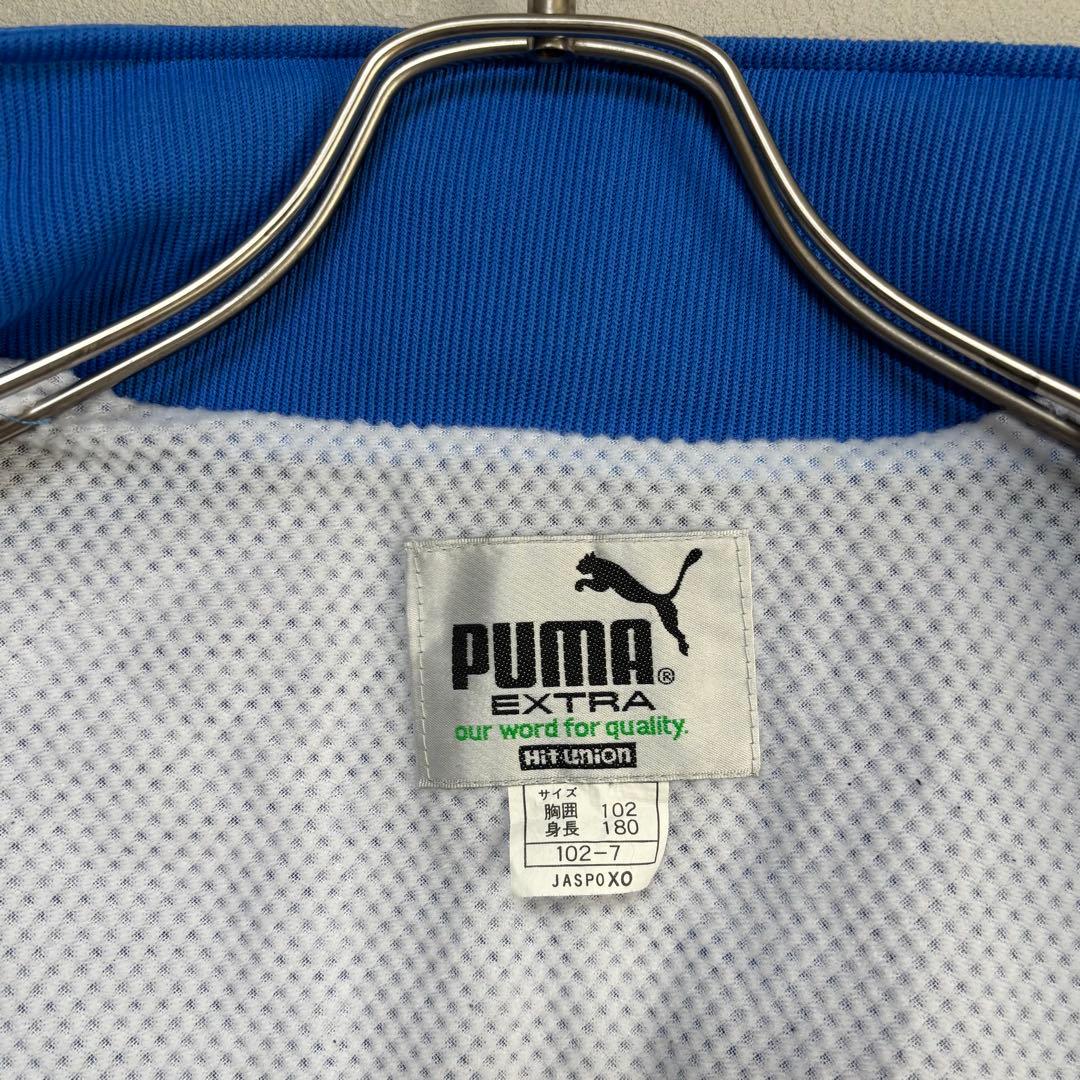 PUMA®
EXTRA
our word for quality.
Hit union
サイズ
胸囲 102
身長 180
102-7
JASPO XO